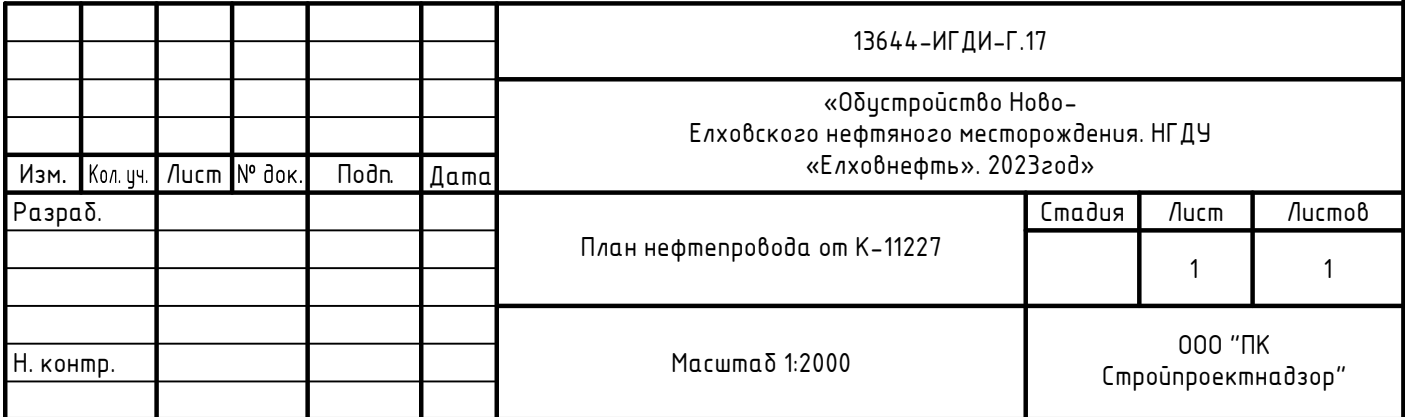 13644-ИГДИ-Г.17
«Обустройство Ново-
Елховского нефтяного месторождения. НГДУ
«Елховнефть». 2023год»
Изм. Кол. уч. Лист № док. Подп. Дата
Разраб.
План нефтепровода от К-11227
Стадия Лист Листов
1 1
Н. контр.
Масштаб 1:2000
ООО "ПК
Стройпроектнадзор"